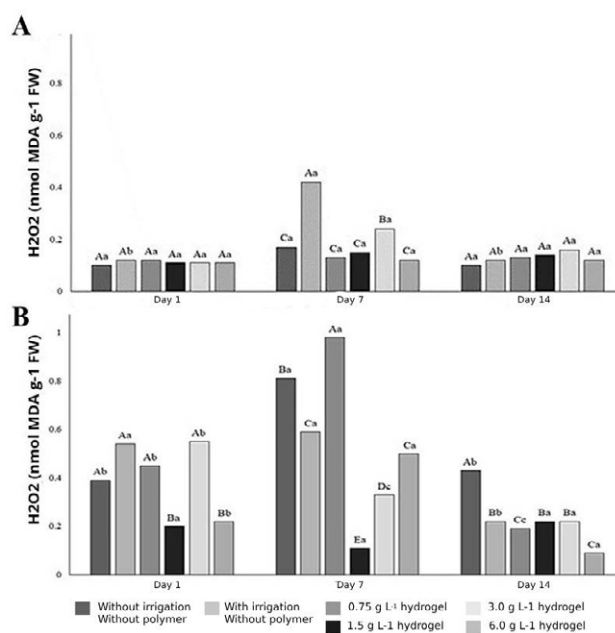 A
H2O2 (nmol MDA g-1 FW)
0.8
0.6
0.4
0.2
0
Aa Ab Aa Aa Aa Aa
Ca Aa Ca Ca Ba Ca
Aa Ab Aa Aa Aa Aa
Day 1 Day 7 Day 14
B
H2O2 (nmol MDA g-1 FW)
1
0.8
0.6
0.4
0.2
0
Ab Aa Ab Ba Ab Bb
Ba Ca Aa Ea Dc Ca
Ab Bb Cc Ba Ba Ca
Day 1 Day 7 Day 14
Without irrigation
Without polymer
With irrigation
Without polymer
0.75 g L-1 hydrogel
1.5 g L-1 hydrogel
3.0 g L-1 hydrogel
6.0 g L-1 hydrogel